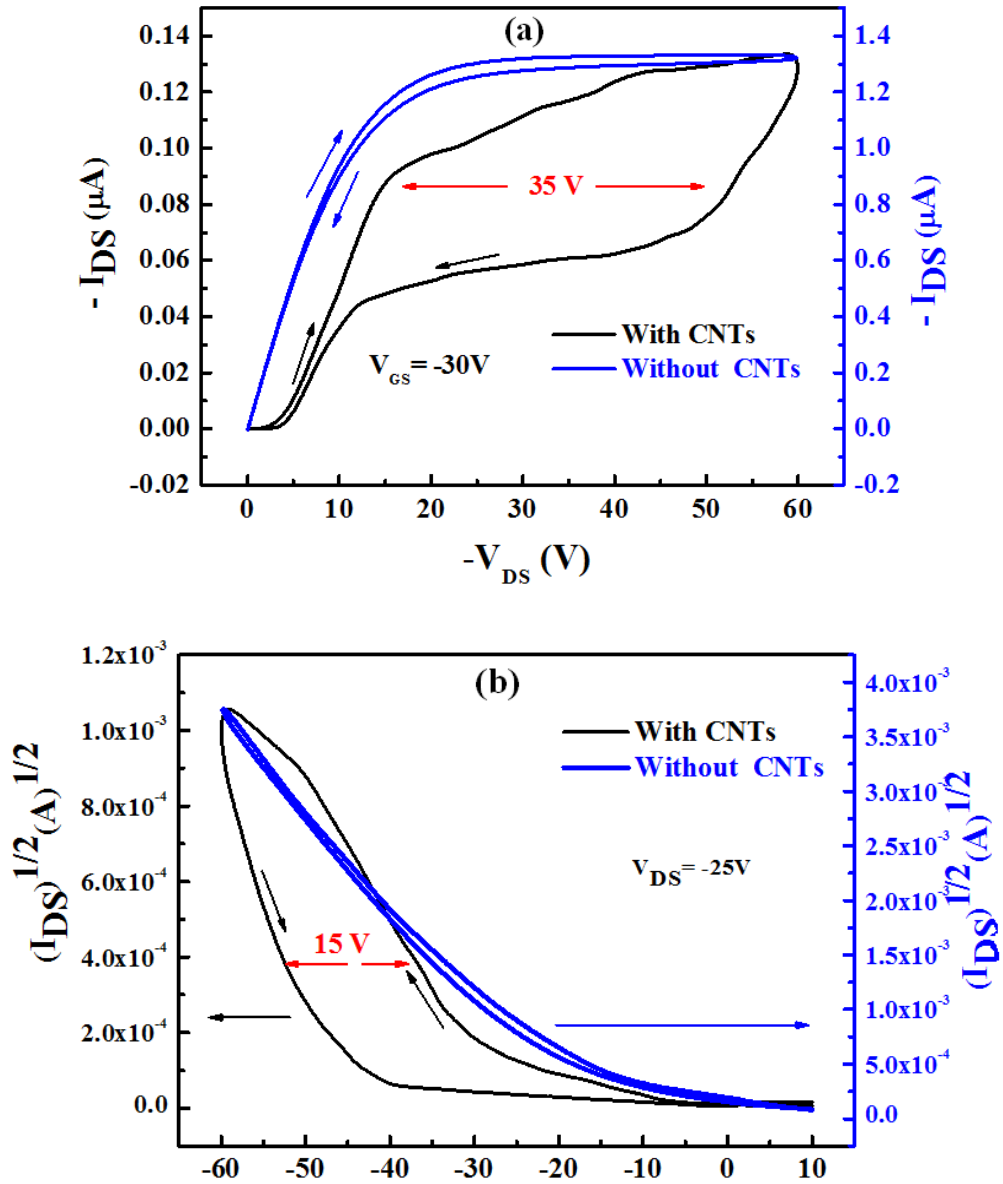 (a)
0.14
0.12
0.10
0.08
0.06
0.04
0.02
0.00
-0.02
- I_DS (µA)
1.4
1.2
1.0
0.8
0.6
0.4
0.2
0.0
-0.2
- I_DS (µA)
35 V
With CNTs
Without CNTs
V_GS= -30V
0 10 20 30 40 50 60
-V_DS (V)
(b)
1.2x10^-3
1.0x10^-3
8.0x10^-4
6.0x10^-4
4.0x10^-4
2.0x10^-4
0.0
(I_DS)^1/2(A)^1/2
4.0x10^-3
3.5x10^-3
3.0x10^-3
2.5x10^-3
2.0x10^-3
1.5x10^-3
1.0x10^-3
5.0x10^-4
0.0
(I_DS)^1/2(A)^1/2
With CNTs
Without CNTs
V_DS= -25V
15 V
-60 -50 -40 -30 -20 -10 0 10